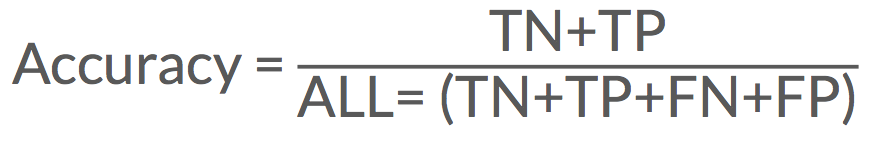 TN+TP
Accuracy =
ALL= (TN+TP+FN+FP)